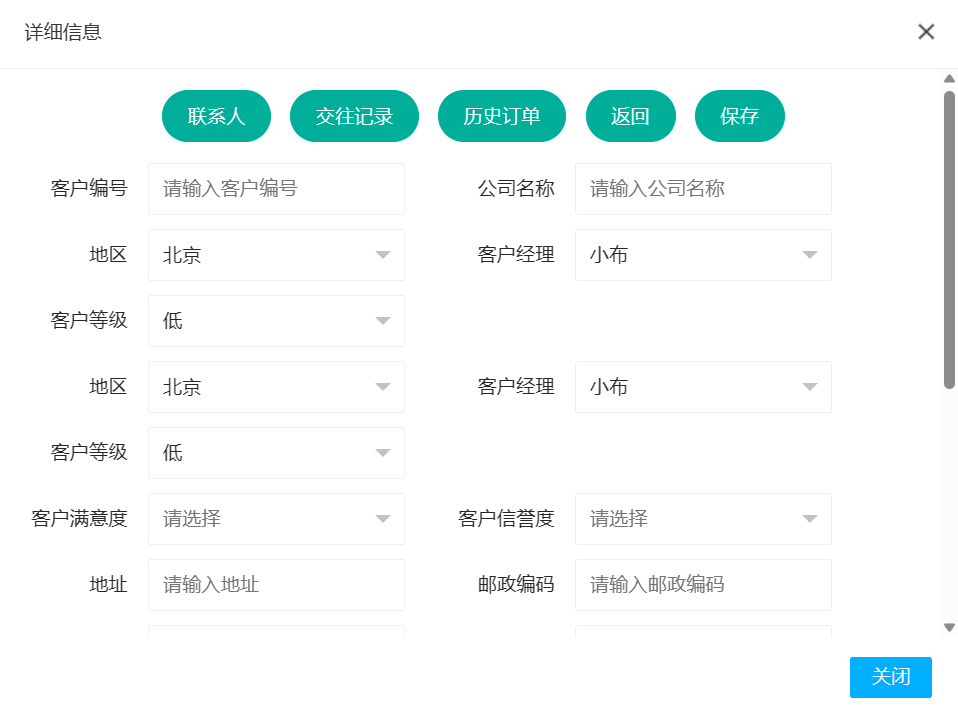 详细信息
联系人 交往记录 历史订单 返回 保存
客户编号 请输入客户编号 公司名称 请输入公司名称
地区 北京 客户经理 小布
客户等级 低
地区 北京 客户经理 小布
客户等级 低
客户满意度 请选择 客户信誉度 请选择
地址 请输入地址 邮政编码 请输入邮政编码
关闭